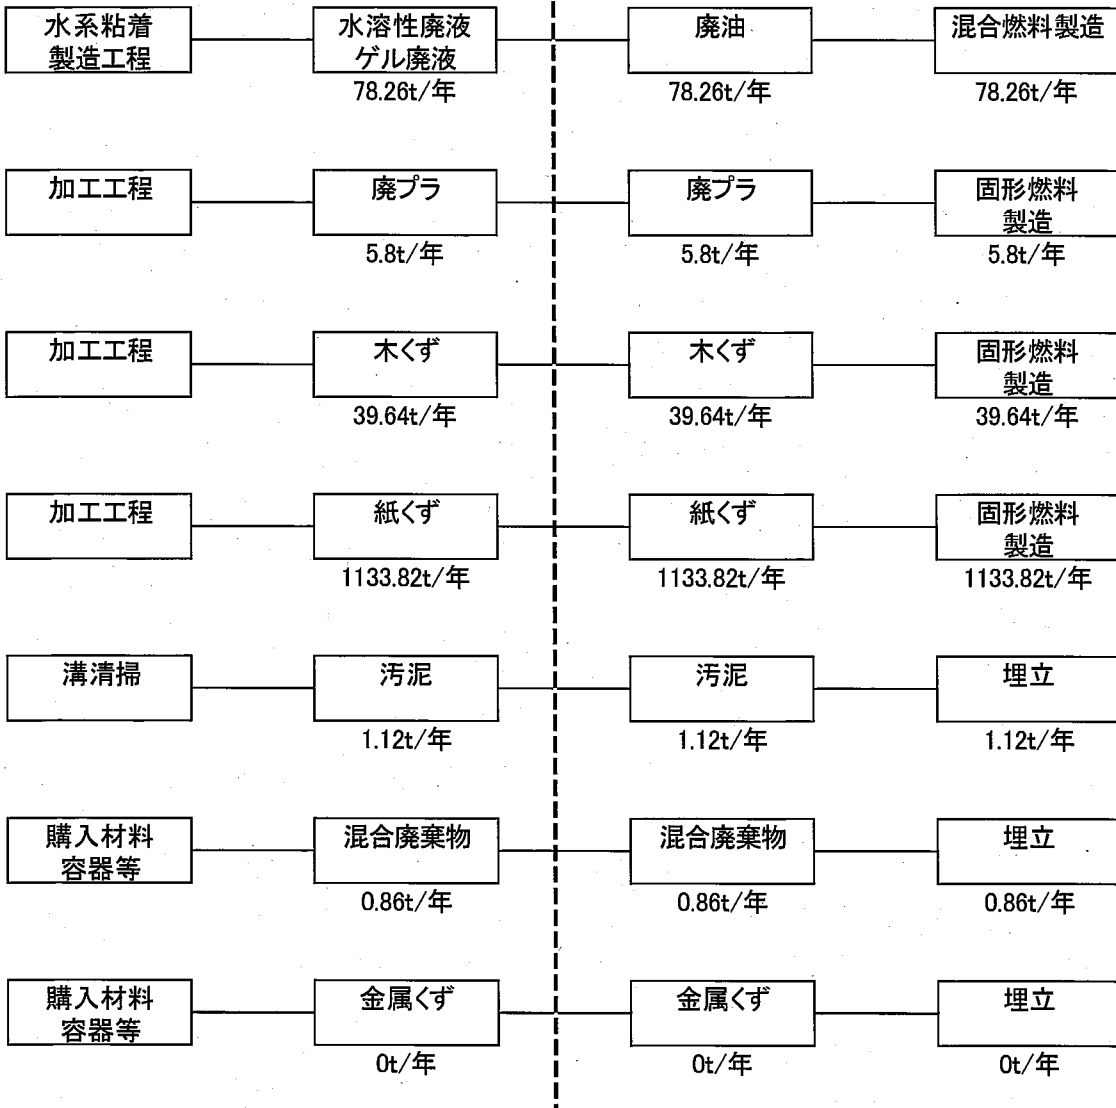 水系粘着
製造工程
水溶性廃液
ゲル廃液
78.26t/年
廃油
78.26t/年
混合燃料製造
78.26t/年
加工工程
廃プラ
5.8t/年
廃プラ
5.8t/年
固形燃料
製造
5.8t/年
加工工程
木くず
39.64t/年
木くず
39.64t/年
固形燃料
製造
39.64t/年
加工工程
紙くず
1133.82t/年
紙くず
1133.82t/年
固形燃料
製造
1133.82t/年
溝清掃
汚泥
1.12t/年
汚泥
1.12t/年
埋立
1.12t/年
購入材料
容器等
混合廃棄物
0.86t/年
混合廃棄物
0.86t/年
埋立
0.86t/年
購入材料
容器等
金属くず
0t/年
金属くず
0t/年
埋立
0t/年